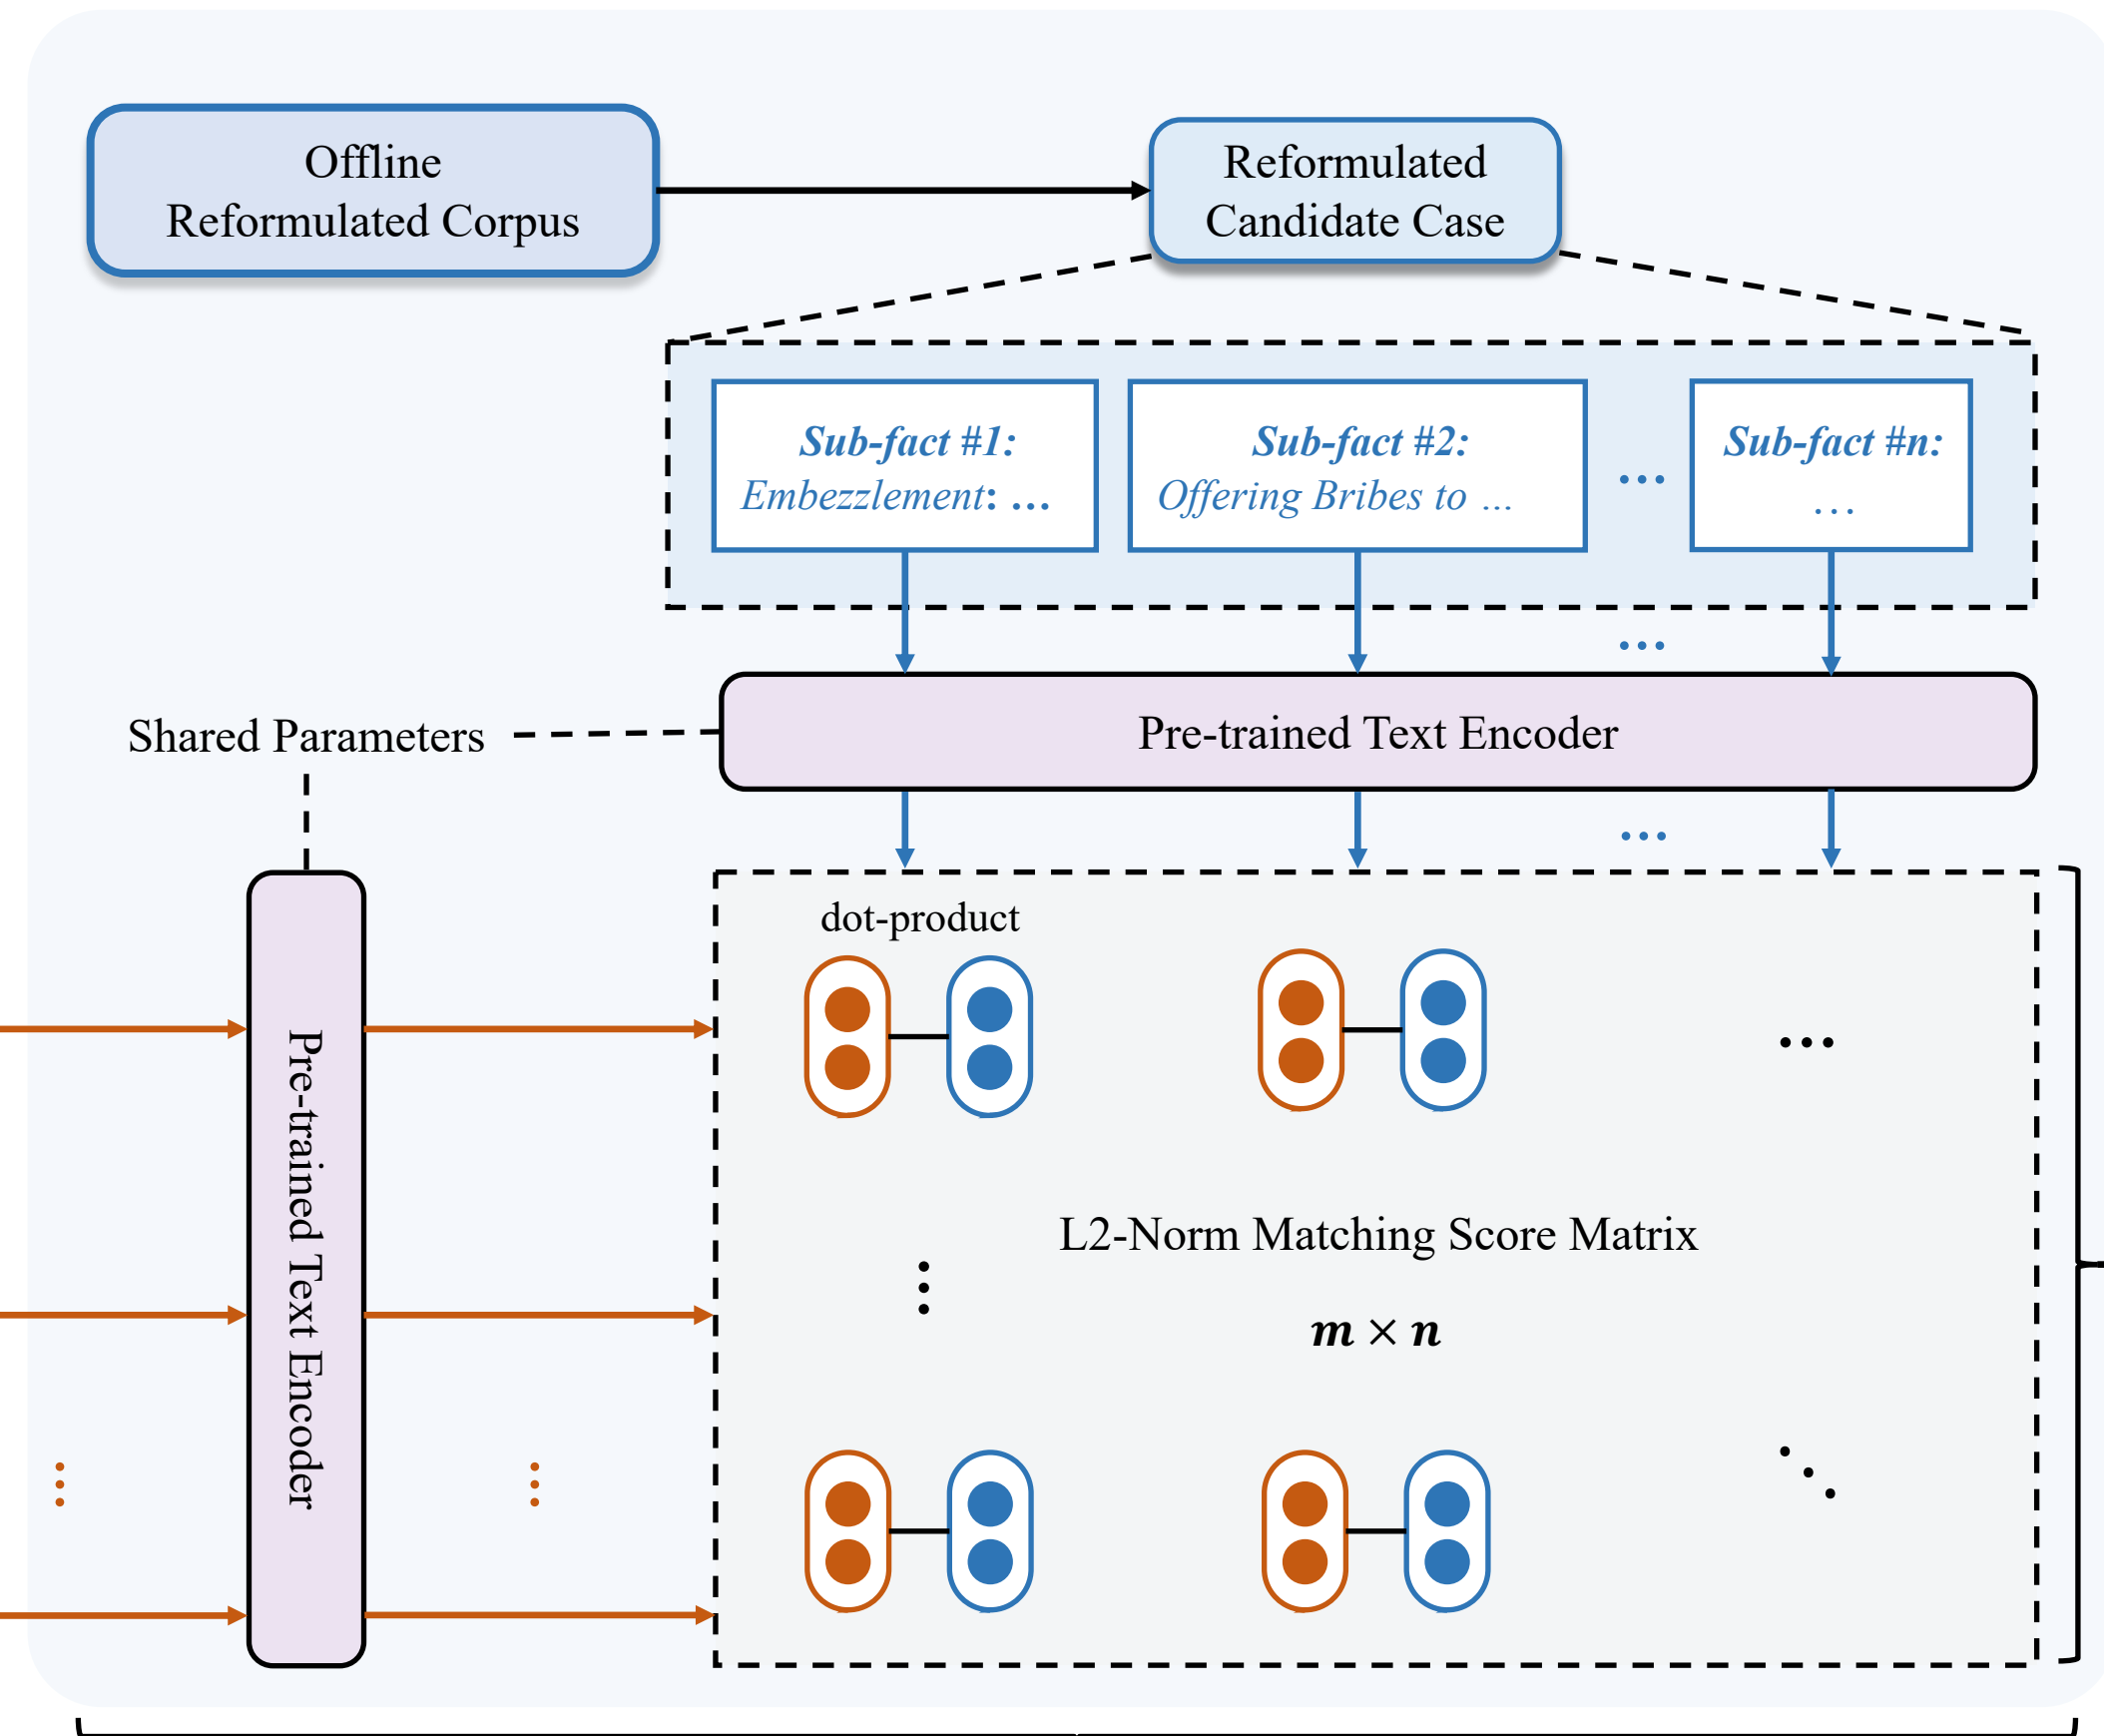 Offline
Reformulated Corpus
Reformulated
Candidate Case
Sub-fact #1:
Embezzlement: ...
Sub-fact #2:
Offering Bribes to ...
...
Sub-fact #n:
...
...
Shared Parameters
Pre-trained Text Encoder
...
dot-product
...
Pre-trained Text Encoder
L2-Norm Matching Score Matrix
m × n